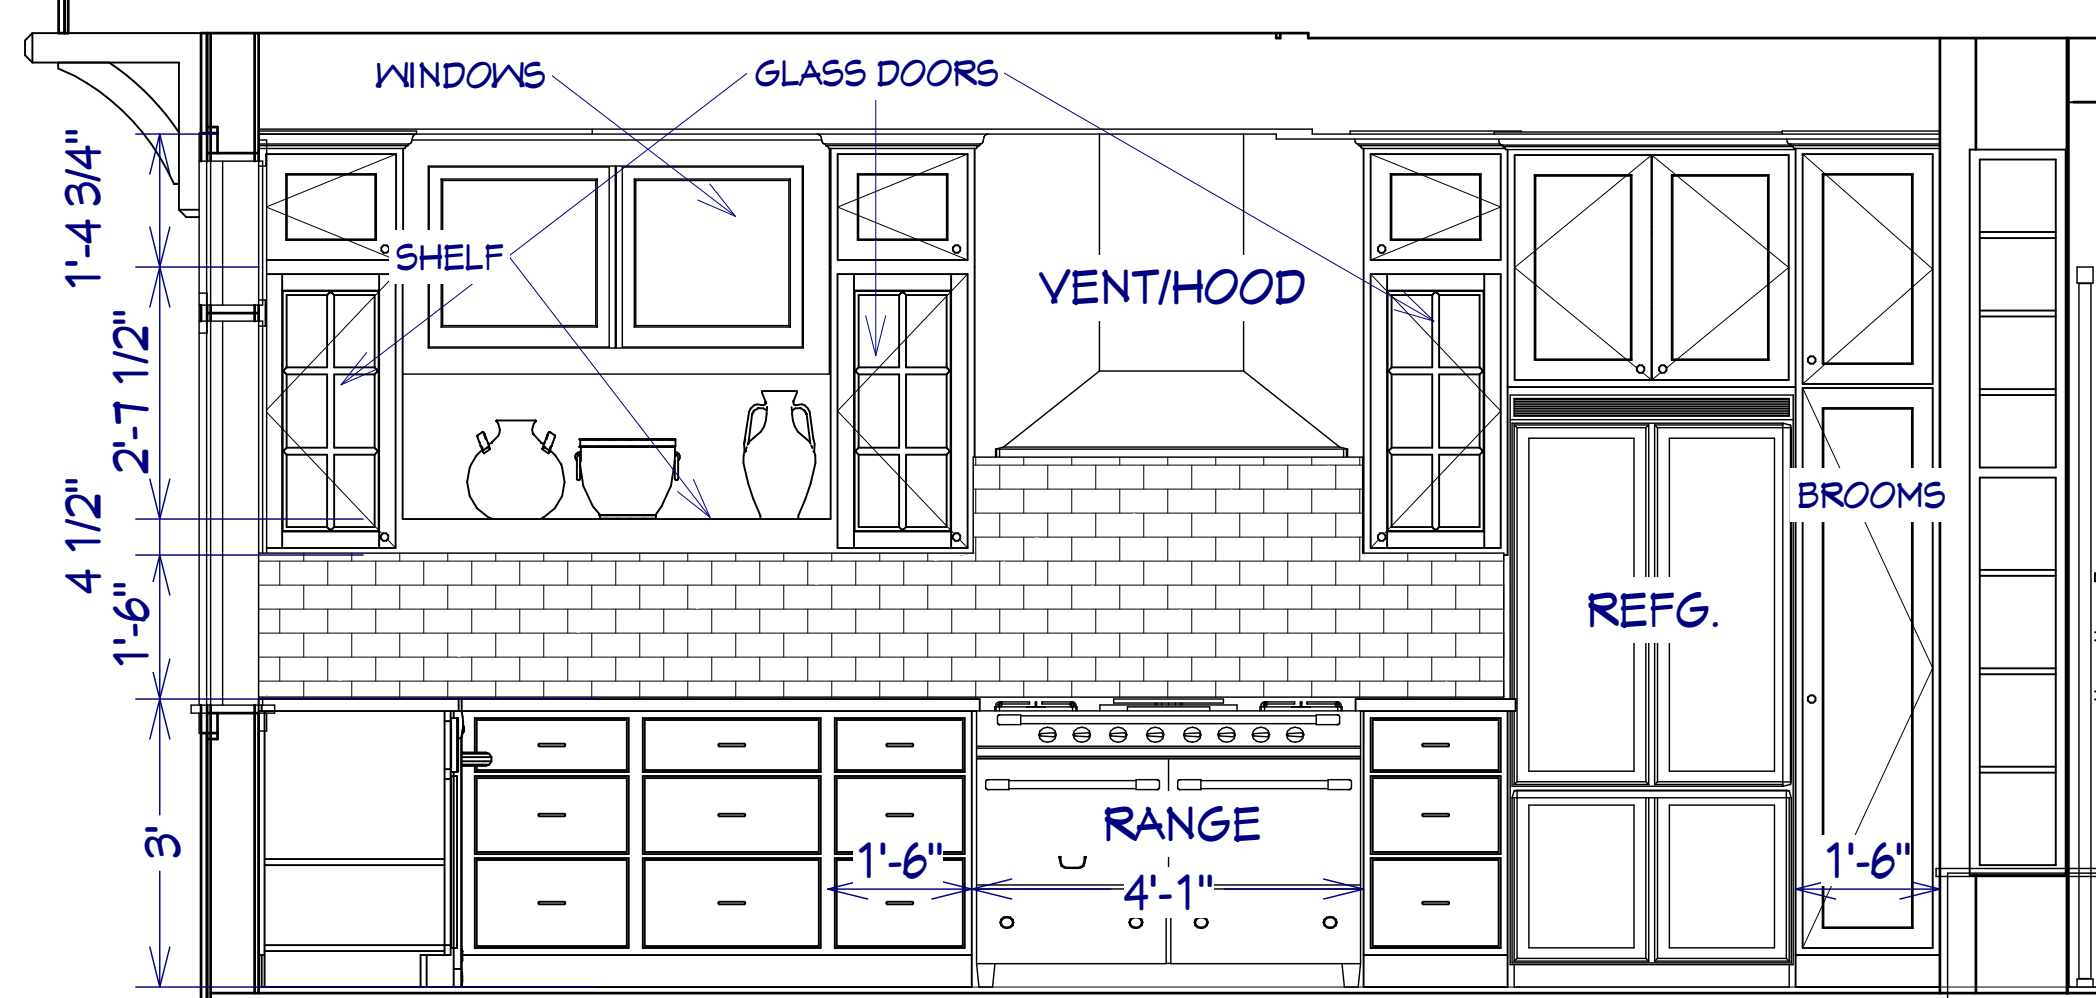 WINDOWS
GLASS DOORS
1'-4 3/4"
SHELF
VENT/HOOD
2'-7 1/2"
4 1/2"
BROOMS
1'-6"
REFG.
RANGE
3'
1'-6"
4'-1"
1'-6"